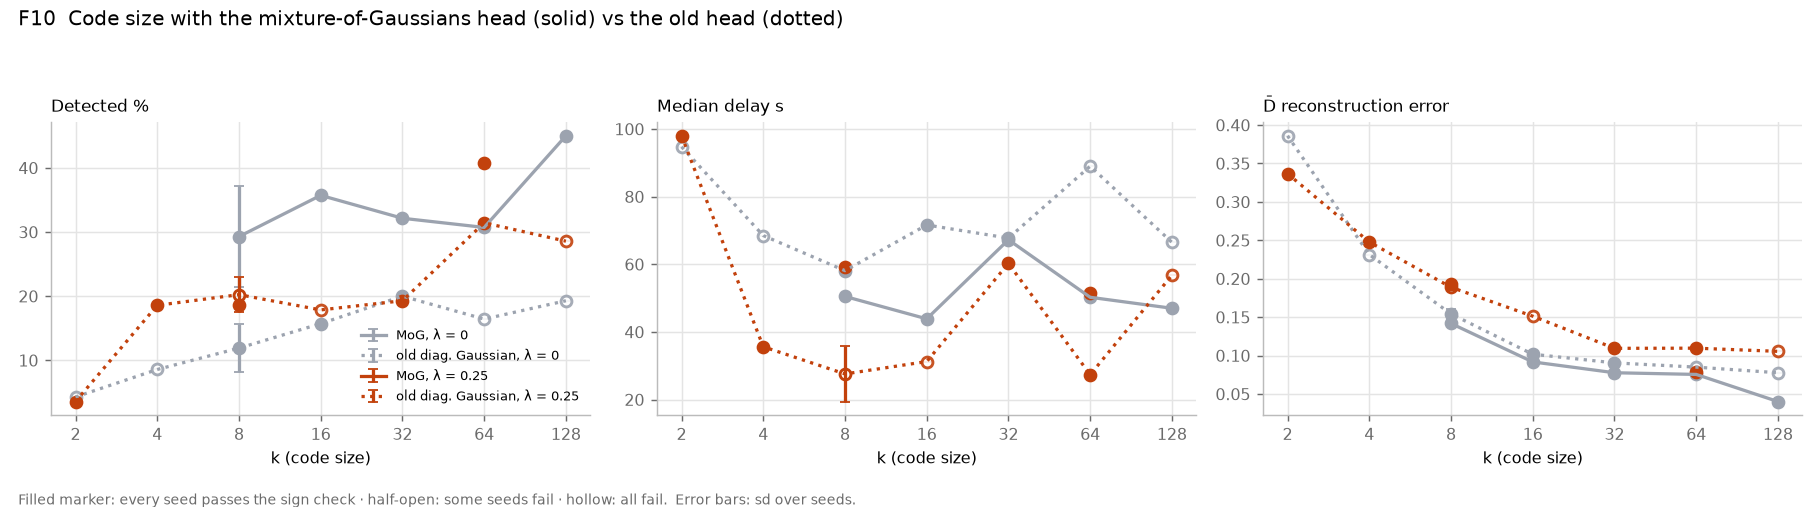 F10  Code size with the mixture-of-Gaussians head (solid) vs the old head (dotted)
Detected %
40
30
20
10
2 4 8 16 32 64 128
k (code size)
MoG, λ = 0
old diag. Gaussian, λ = 0
MoG, λ = 0.25
old diag. Gaussian, λ = 0.25
Median delay s
100
80
60
40
20
2 4 8 16 32 64 128
k (code size)
D̄ reconstruction error
0.40
0.35
0.30
0.25
0.20
0.15
0.10
0.05
2 4 8 16 32 64 128
k (code size)
Filled marker: every seed passes the sign check · half-open: some seeds fail · hollow: all fail.  Error bars: sd over seeds.